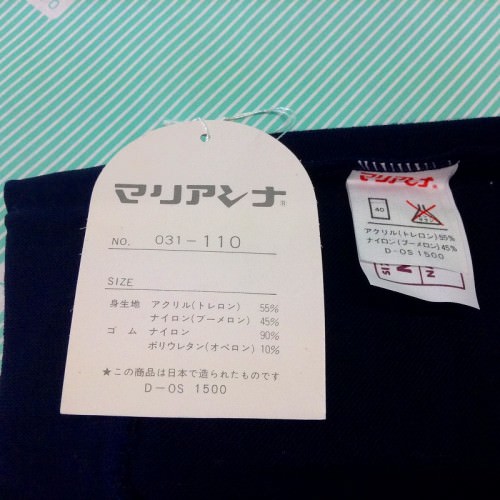 マリアンナ®
NO. 031-110
SIZE
身生地 アクリル(トレロン) 55%
ナイロン(ブーメロン) 45%
ゴム ナイロン 90%
ポリウレタン(オペロン) 10%
★この商品は日本で造られたものです
D-OS 1500
マリアンナ
40
アクリル(トレロン)55%
ナイロン(ブーメロン)45%
D-OS 1500
SIZE M